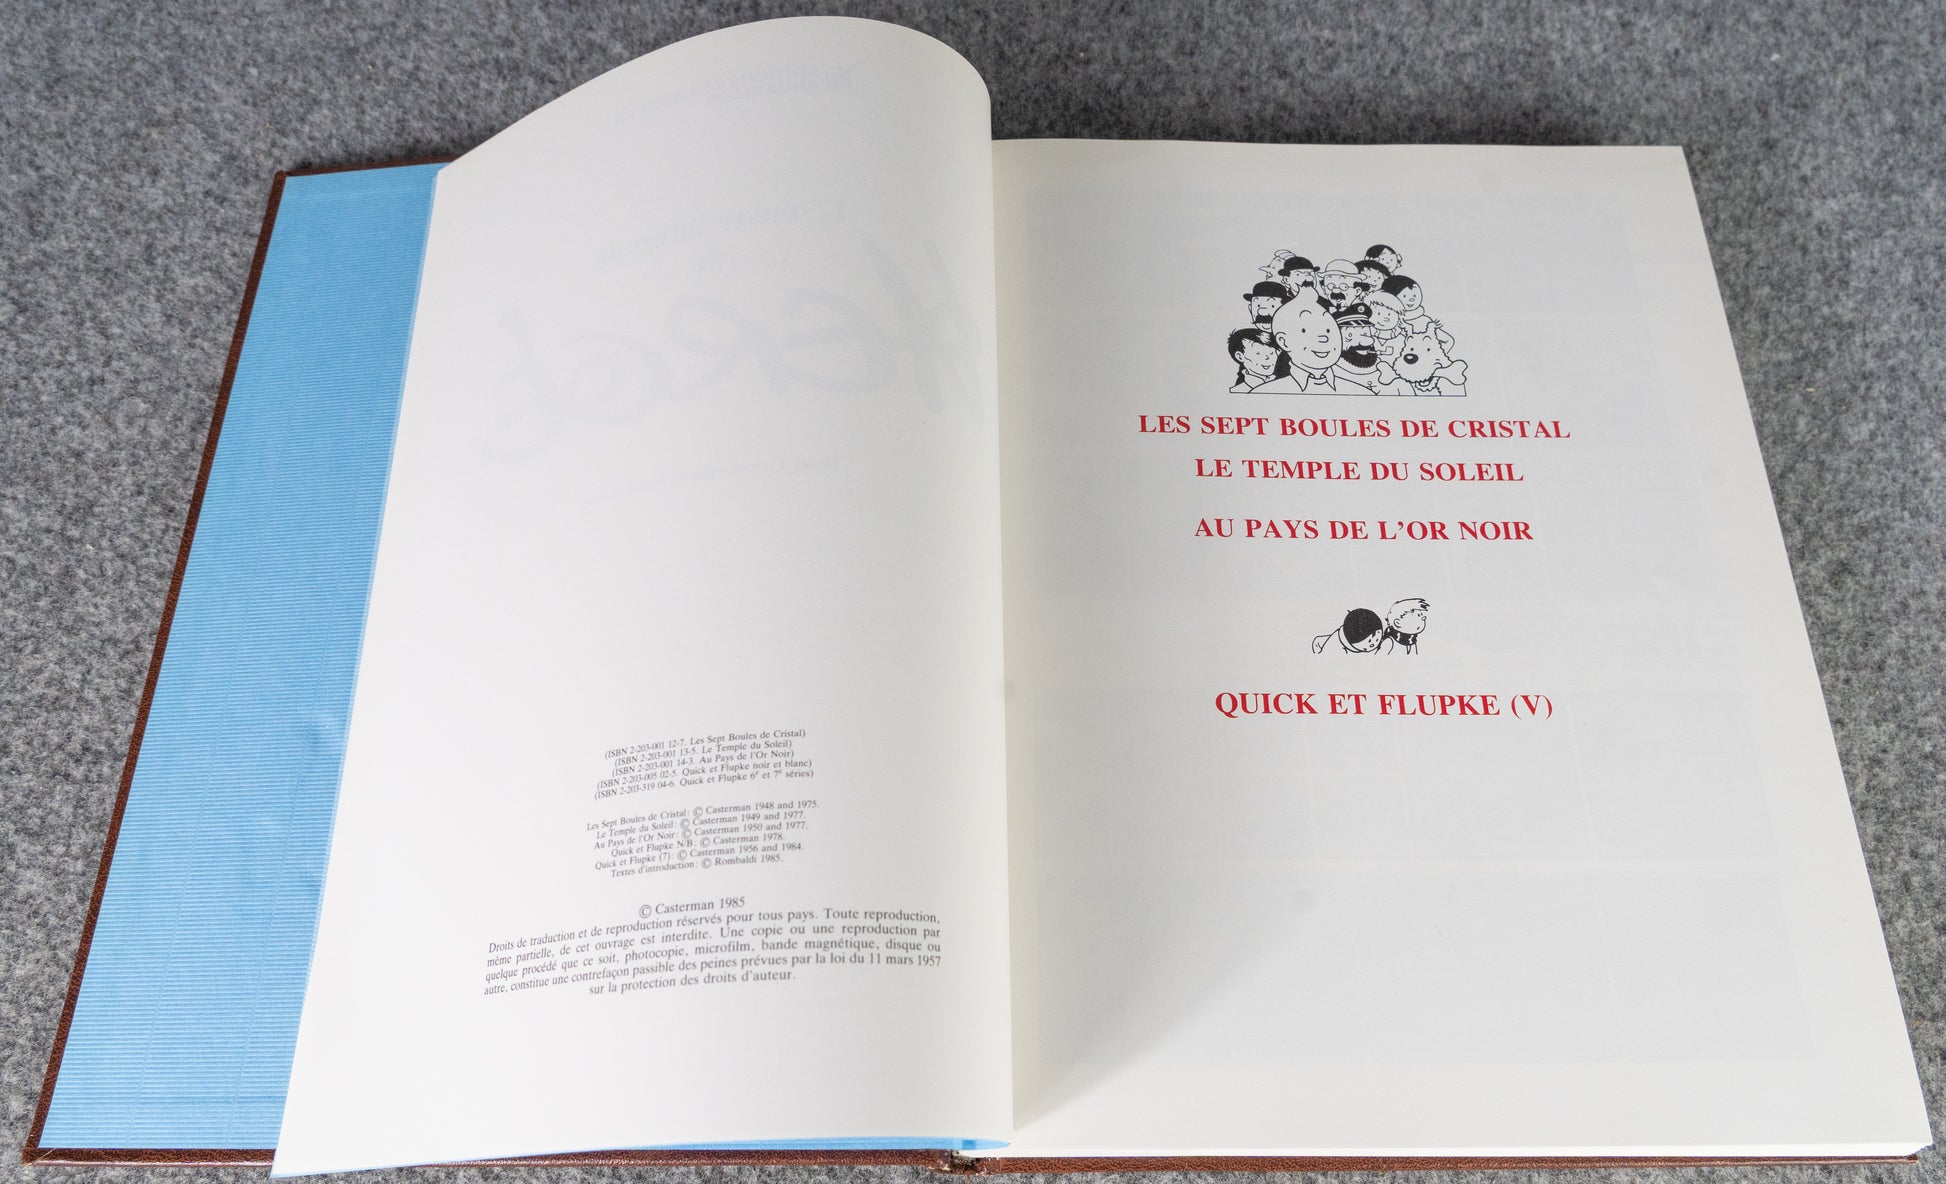 (ISBN 2-203-001 12-7. Les Sept Boules de Cristal)
(ISBN 2-203-001 13-5. Le Temple du Soleil)
(ISBN 2-203-001 14-3. Au Pays de l'Or Noir)
(ISBN 2-203-005 02-5. Quick et Flupke noir et blanc)
(ISBN 2-203-319 04-6. Quick et Flupke 6e et 7e séries)
Les Sept Boules de Cristal: © Casterman 1948 and 1975.
Le Temple du Soleil: © Casterman 1949 and 1977.
Au Pays de l'Or Noir: © Casterman 1950 and 1977.
Quick et Flupke N/B: © Casterman 1978.
Quick et Flupke (7): © Casterman 1956 and 1984.
Textes d'introduction: © Rombaldi 1985.
© Casterman 1985
Droits de traduction et de reproduction réservés pour tous pays. Toute reproduction,
même partielle, de cet ouvrage est interdite. Une copie ou une reproduction par
quelque procédé que ce soit, photocopie, microfilm, bande magnétique, disque ou
autre, constitue une contrefaçon passible des peines prévues par la loi du 11 mars 1957
sur la protection des droits d'auteur.
LES SEPT BOULES DE CRISTAL
LE TEMPLE DU SOLEIL
AU PAYS DE L'OR NOIR
QUICK ET FLUPKE (V)